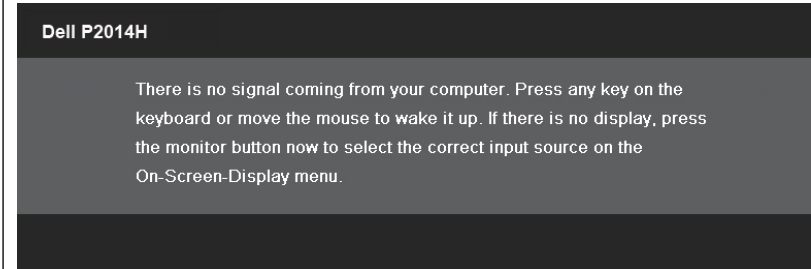 Dell P2014H
There is no signal coming from your computer. Press any key on the
keyboard or move the mouse to wake it up. If there is no display, press
the monitor button now to select the correct input source on the
On-Screen-Display menu.